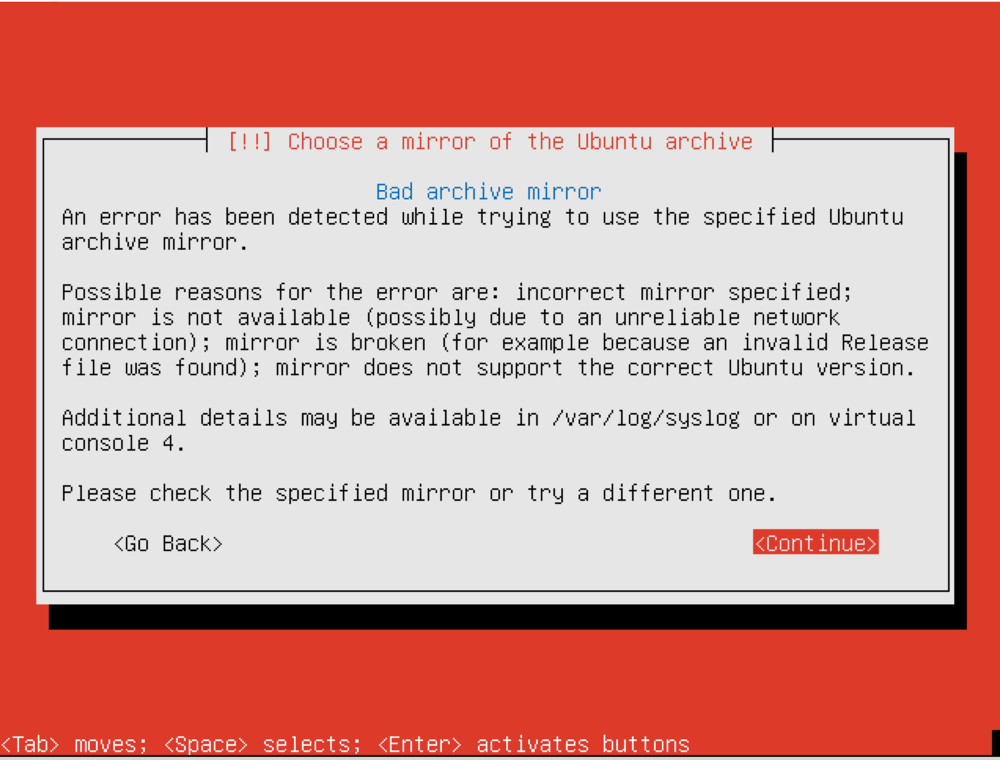 [!!] Choose a mirror of the Ubuntu archive
Bad archive mirror
An error has been detected while trying to use the specified Ubuntu
archive mirror.
Possible reasons for the error are: incorrect mirror specified;
mirror is not available (possibly due to an unreliable network
connection); mirror is broken (for example because an invalid Release
file was found); mirror does not support the correct Ubuntu version.
Additional details may be available in /var/log/syslog or on virtual
console 4.
Please check the specified mirror or try a different one.
<Go Back> <Continue>
<Tab> moves; <Space> selects; <Enter> activates buttons